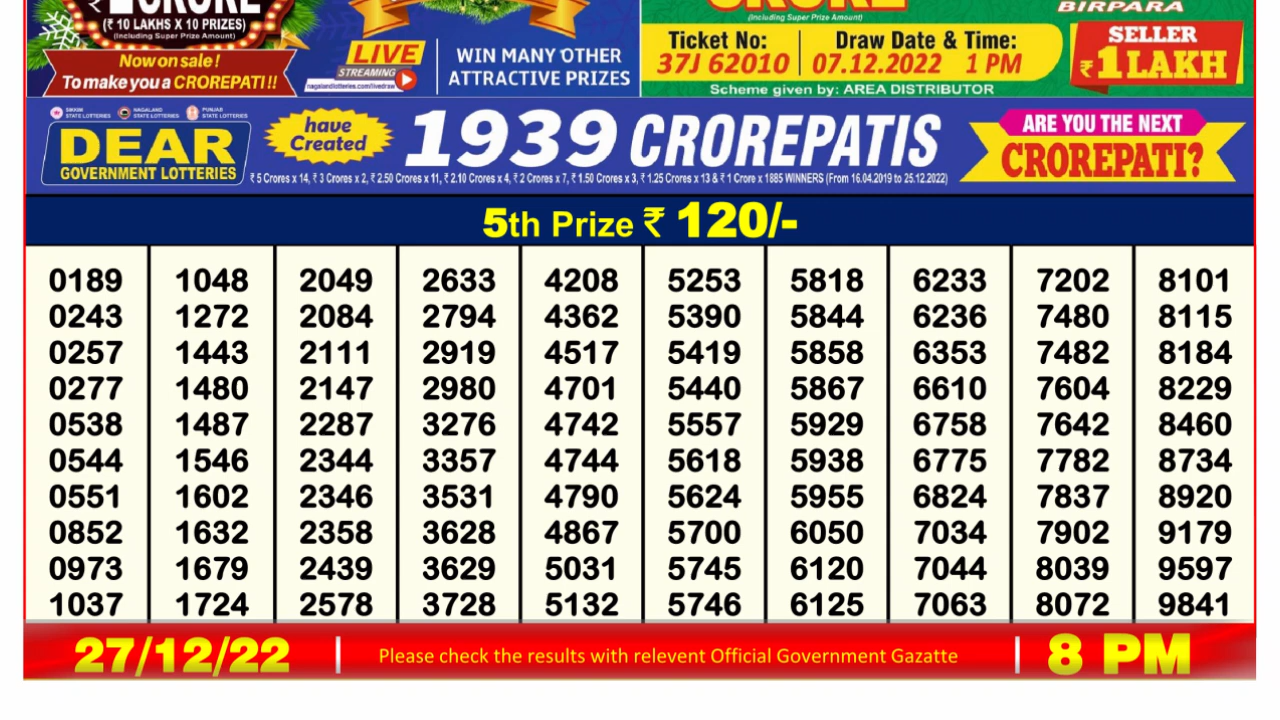 ₹ 1 CRORE
(₹ 10 LAKHS X 10 PRIZES)
(Including Super Prize Amount)
Now on sale !
To make you a CROREPATI !!
LIVE
STREAMING
nagalandlotteries.com/livedraw
WIN MANY OTHER
ATTRACTIVE PRIZES
CRORE
(Including Super Prize Amount)
Ticket No:
37J 62010
Draw Date & Time:
07.12.2022 1 PM
Scheme given by: AREA DISTRIBUTOR
BIRPARA
SELLER
₹1LAKH
SIKKIM STATE LOTTERIES
NAGALAND STATE LOTTERIES
PUNJAB STATE LOTTERIES
DEAR
GOVERNMENT LOTTERIES
have
Created
1939 CROREPATIS
₹ 5 Crores x 14, ₹ 3 Crores x 2, ₹ 2.50 Crores x 11, ₹ 2.10 Crores x 4, ₹ 2 Crores x 7, ₹ 1.50 Crores x 3, ₹ 1.25 Crores x 13 & ₹ 1 Crore x 1885 WINNERS (From 16.04.2019 to 25.12.2022)
ARE YOU THE NEXT
CROREPATI?
5th Prize ₹ 120/-
0189 1048 2049 2633 4208 5253 5818 6233 7202 8101
0243 1272 2084 2794 4362 5390 5844 6236 7480 8115
0257 1443 2111 2919 4517 5419 5858 6353 7482 8184
0277 1480 2147 2980 4701 5440 5867 6610 7604 8229
0538 1487 2287 3276 4742 5557 5929 6758 7642 8460
0544 1546 2344 3357 4744 5618 5938 6775 7782 8734
0551 1602 2346 3531 4790 5624 5955 6824 7837 8920
0852 1632 2358 3628 4867 5700 6050 7034 7902 9179
0973 1679 2439 3629 5031 5745 6120 7044 8039 9597
1037 1724 2578 3728 5132 5746 6125 7063 8072 9841
27/12/22
Please check the results with relevent Official Government Gazatte
8 PM